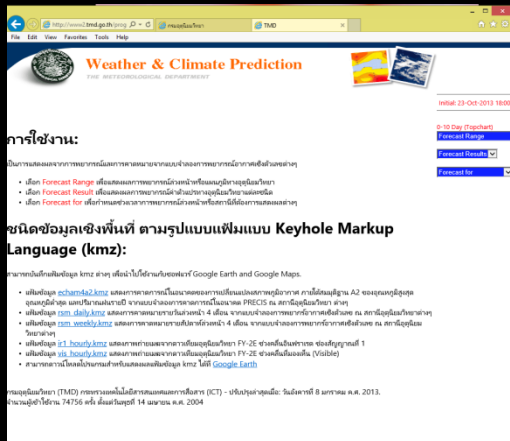 http://www2.tmd.go.th/prog
กรมอุตุนิยมวิทยา
TMD
File Edit View Favorites Tools Help
Weather & Climate Prediction
THE METEOROLOGICAL DEPARTMENT
Initial: 23-Oct-2013 18:00
0-10 Day (Topchart)
Forecast Range
Forecast Results
Forecast for
การใช้งาน:
เป็นการแสดงผลจากการพยากรณ์และการคาดหมายจากแบบจำลองการพยากรณ์อากาศเชิงตัวเลขต่างๆ
เลือก Forecast Range เพื่อแสดงผลการพยากรณ์ล่วงหน้าหรือแผนภูมิทางอุตุนิยมวิทยา
เลือก Forecast Result เพื่อแสดงผลการพยากรณ์ค่าตัวแปรทางอุตุนิยมวิทยาแต่ละชนิด
เลือก Forecast for เพื่อกำหนดช่วงเวลาการพยากรณ์ล่วงหน้าหรือสถานีที่ต้องการแสดงผลต่างๆ
ชนิดข้อมูลเชิงพื้นที่ ตามรูปแบบแฟ้มแบบ Keyhole Markup
Language (kmz):
สามารถบันทึกแฟ้มข้อมูล kmz ต่างๆ เพื่อนำไปใช้งานกับซอฟแวร์ Google Earth and Google Maps.
แฟ้มข้อมูล echam4a2.kmz แสดงการคาดการณ์ในอนาคตของการเปลี่ยนแปลงสภาพภูมิอากาศ ภายใต้สมมุติฐาน A2 ของอุณหภูมิสูงสุด
อุณหภูมิต่ำสุด และปริมาณฝนรายปี จากแบบจำลองการคาดการณ์ในอนาคต PRECIS ณ สถานีอุตุนิยมวิทยา ต่างๆ
แฟ้มข้อมูล rsm_daily.kmz แสดงการคาดหมายรายวันล่วงหน้า 4 เดือน จากแบบจำลองการพยากรณ์อากาศเชิงตัวเลข ณ สถานีอุตุนิยมวิทยาต่างๆ
แฟ้มข้อมูล rsm_weekly.kmz แสดงการคาดหมายรายสัปดาห์ล่วงหน้า 4 เดือน จากแบบจำลองการพยากรณ์อากาศเชิงตัวเลข ณ สถานีอุตุนิยม
วิทยาต่างๆ
แฟ้มข้อมูล ir1_hourly.kmz แสดงภาพถ่ายเมฆจากดาวเทียมอุตุนิยมวิทยา FY-2E ช่วงคลื่นอินฟราเรด ช่องสัญญาณที่ 1
แฟ้มข้อมูล vis_hourly.kmz แสดงภาพถ่ายเมฆจากดาวเทียมอุตุนิยมวิทยา FY-2E ช่วงคลื่นที่มองเห็น (Visible)
สามารถดาวน์โหลดโปรแกรมสำหรับแสดงผลแฟ้มข้อมูล kmz ได้ที่ Google Earth
กรมอุตุนิยมวิทยา (TMD) กระทรวงเทคโนโลยีสารสนเทศและการสื่อสาร (ICT) - ปรับปรุงล่าสุดเมื่อ: วันอังคารที่ 8 มกราคม ค.ศ. 2013.
จำนวนผู้เข้าใช้งาน 74756 ครั้ง ตั้งแต่วันพุธที่ 14 เมษายน ค.ศ. 2004